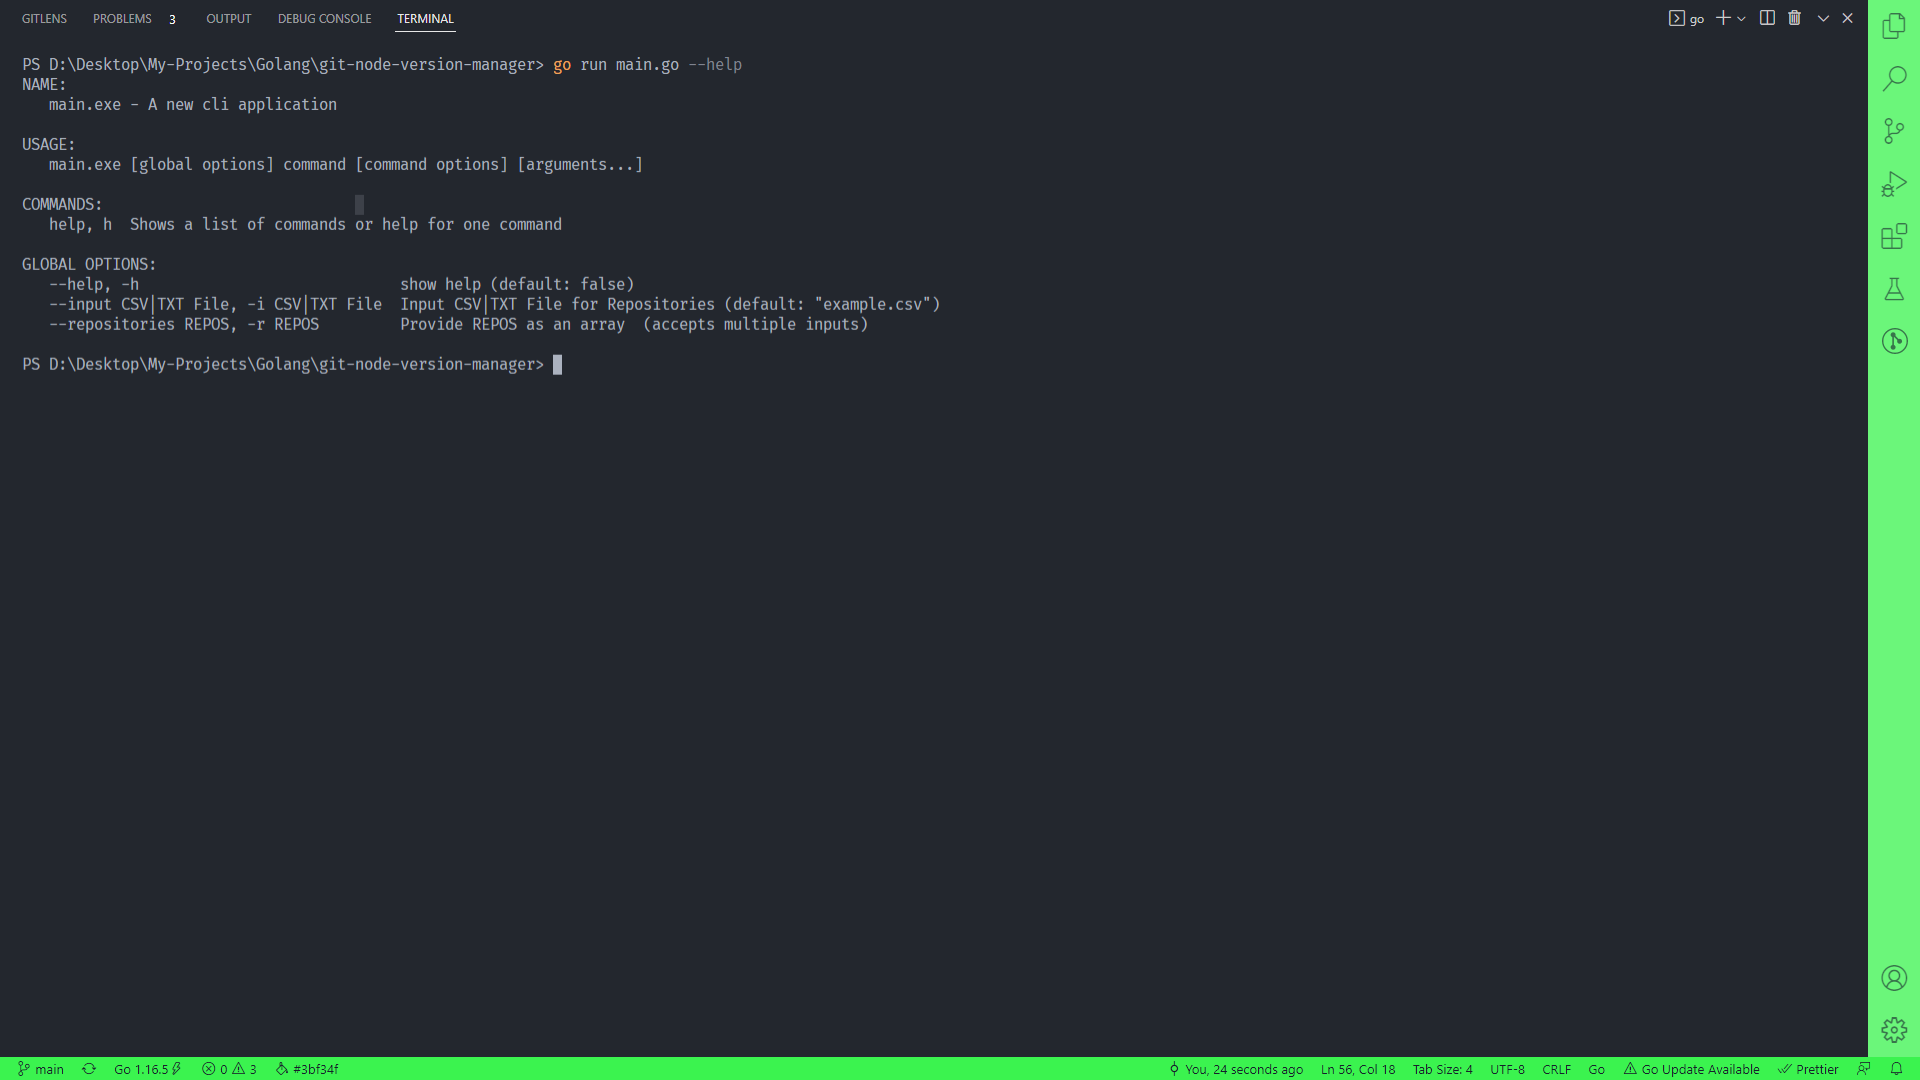 GITLENS PROBLEMS 3 OUTPUT DEBUG CONSOLE TERMINAL go
PS D:\Desktop\My-Projects\Golang\git-node-version-manager> go run main.go --help
NAME:
   main.exe - A new cli application

USAGE:
   main.exe [global options] command [command options] [arguments...]

COMMANDS:
   help, h  Shows a list of commands or help for one command

GLOBAL OPTIONS:
   --help, -h                             show help (default: false)
   --input CSV|TXT File, -i CSV|TXT File  Input CSV|TXT File for Repositories (default: "example.csv")
   --repositories REPOS, -r REPOS         Provide REPOS as an array  (accepts multiple inputs)

PS D:\Desktop\My-Projects\Golang\git-node-version-manager>
main Go 1.16.5 0 3 #3bf34f You, 24 seconds ago Ln 56, Col 18 Tab Size: 4 UTF-8 CRLF Go Go Update Available Prettier